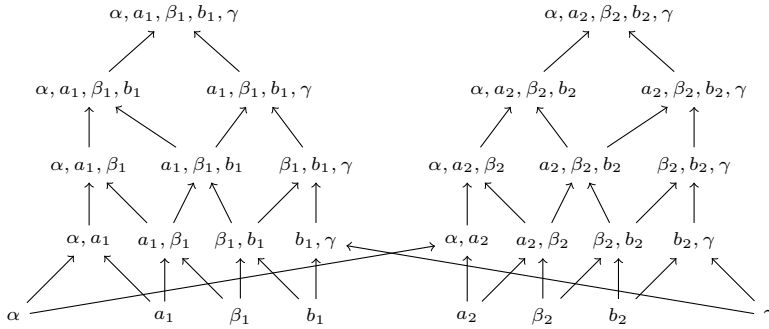 α, a₁, β₁, b₁, γ α, a₂, β₂, b₂, γ
α, a₁, β₁, b₁ a₁, β₁, b₁, γ α, a₂, β₂, b₂ a₂, β₂, b₂, γ
α, a₁, β₁ a₁, β₁, b₁ β₁, b₁, γ α, a₂, β₂ a₂, β₂, b₂ β₂, b₂, γ
α, a₁ a₁, β₁ β₁, b₁ b₁, γ α, a₂ a₂, β₂ β₂, b₂ b₂, γ
α a₁ β₁ b₁ a₂ β₂ b₂ γ